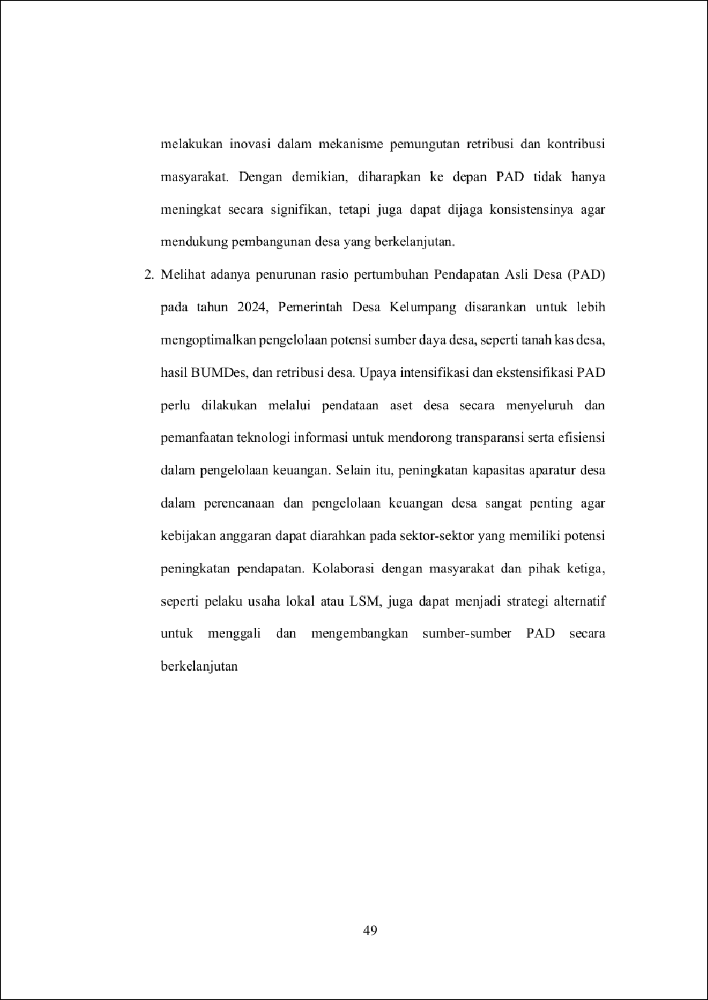 melakukan inovasi dalam mekanisme pemungutan retribusi dan kontribusi
masyarakat. Dengan demikian, diharapkan ke depan PAD tidak hanya
meningkat secara signifikan, tetapi juga dapat dijaga konsistensinya agar
mendukung pembangunan desa yang berkelanjutan.
2. Melihat adanya penurunan rasio pertumbuhan Pendapatan Asli Desa (PAD)
pada tahun 2024, Pemerintah Desa Kelumpang disarankan untuk lebih
mengoptimalkan pengelolaan potensi sumber daya desa, seperti tanah kas desa,
hasil BUMDes, dan retribusi desa. Upaya intensifikasi dan ekstensifikasi PAD
perlu dilakukan melalui pendataan aset desa secara menyeluruh dan
pemanfaatan teknologi informasi untuk mendorong transparansi serta efisiensi
dalam pengelolaan keuangan. Selain itu, peningkatan kapasitas aparatur desa
dalam perencanaan dan pengelolaan keuangan desa sangat penting agar
kebijakan anggaran dapat diarahkan pada sektor-sektor yang memiliki potensi
peningkatan pendapatan. Kolaborasi dengan masyarakat dan pihak ketiga,
seperti pelaku usaha lokal atau LSM, juga dapat menjadi strategi alternatif
untuk menggali dan mengembangkan sumber-sumber PAD secara
berkelanjutan
49